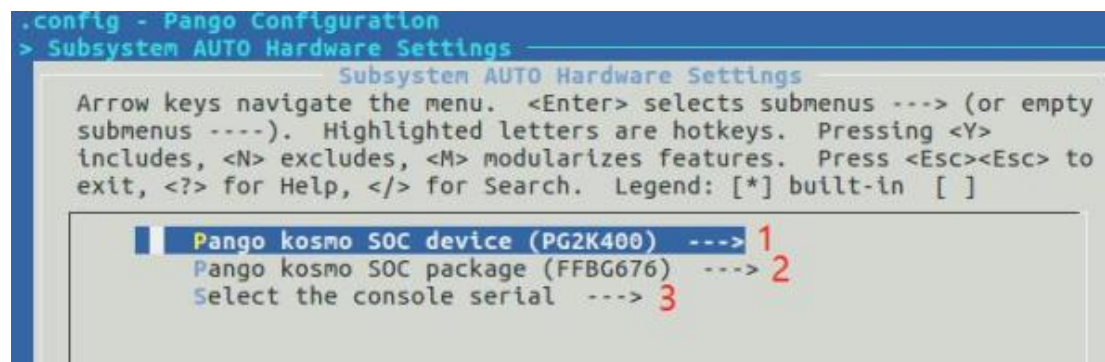 .config - Pango Configuration
> Subsystem AUTO Hardware Settings
Subsystem AUTO Hardware Settings
Arrow keys navigate the menu.  <Enter> selects submenus ---> (or empty
submenus ----).  Highlighted letters are hotkeys.  Pressing <Y>
includes, <N> excludes, <M> modularizes features.  Press <Esc><Esc> to
exit, <?> for Help, </> for Search.  Legend: [*] built-in  [ ]
Pango kosmo SOC device (PG2K400)  ---> 1
Pango kosmo SOC package (FFBG676)  ---> 2
Select the console serial  ---> 3